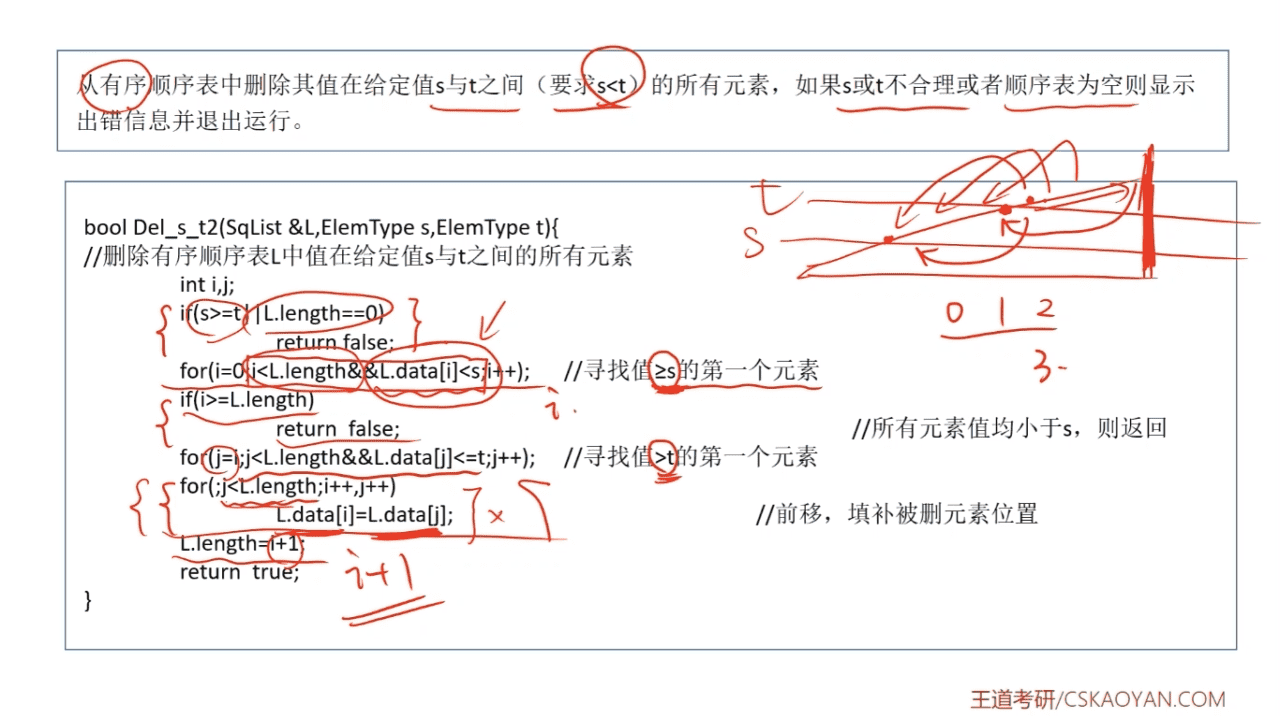 从有序顺序表中删除其值在给定值s与t之间（要求s<t）的所有元素，如果s或t不合理或者顺序表为空则显示
出错信息并退出运行。
t
s
0 1 2
3
bool Del_s_t2(SqList &L,ElemType s,ElemType t){
//删除有序顺序表L中值在给定值s与t之间的所有元素
int i,j;
if(s>=t||L.length==0)
return false;
for(i=0;i<L.length&&L.data[i]<s;i++); //寻找值≥s的第一个元素
i
if(i>=L.length)
return false; //所有元素值均小于s，则返回
for(j=i;j<L.length&&L.data[j]<=t;j++); //寻找值>t的第一个元素
for(;j<L.length;i++,j++)
L.data[i]=L.data[j]; //前移，填补被删元素位置
L.length=i+1;
i+1
return true;
}
王道考研/CSKAOYAN.COM